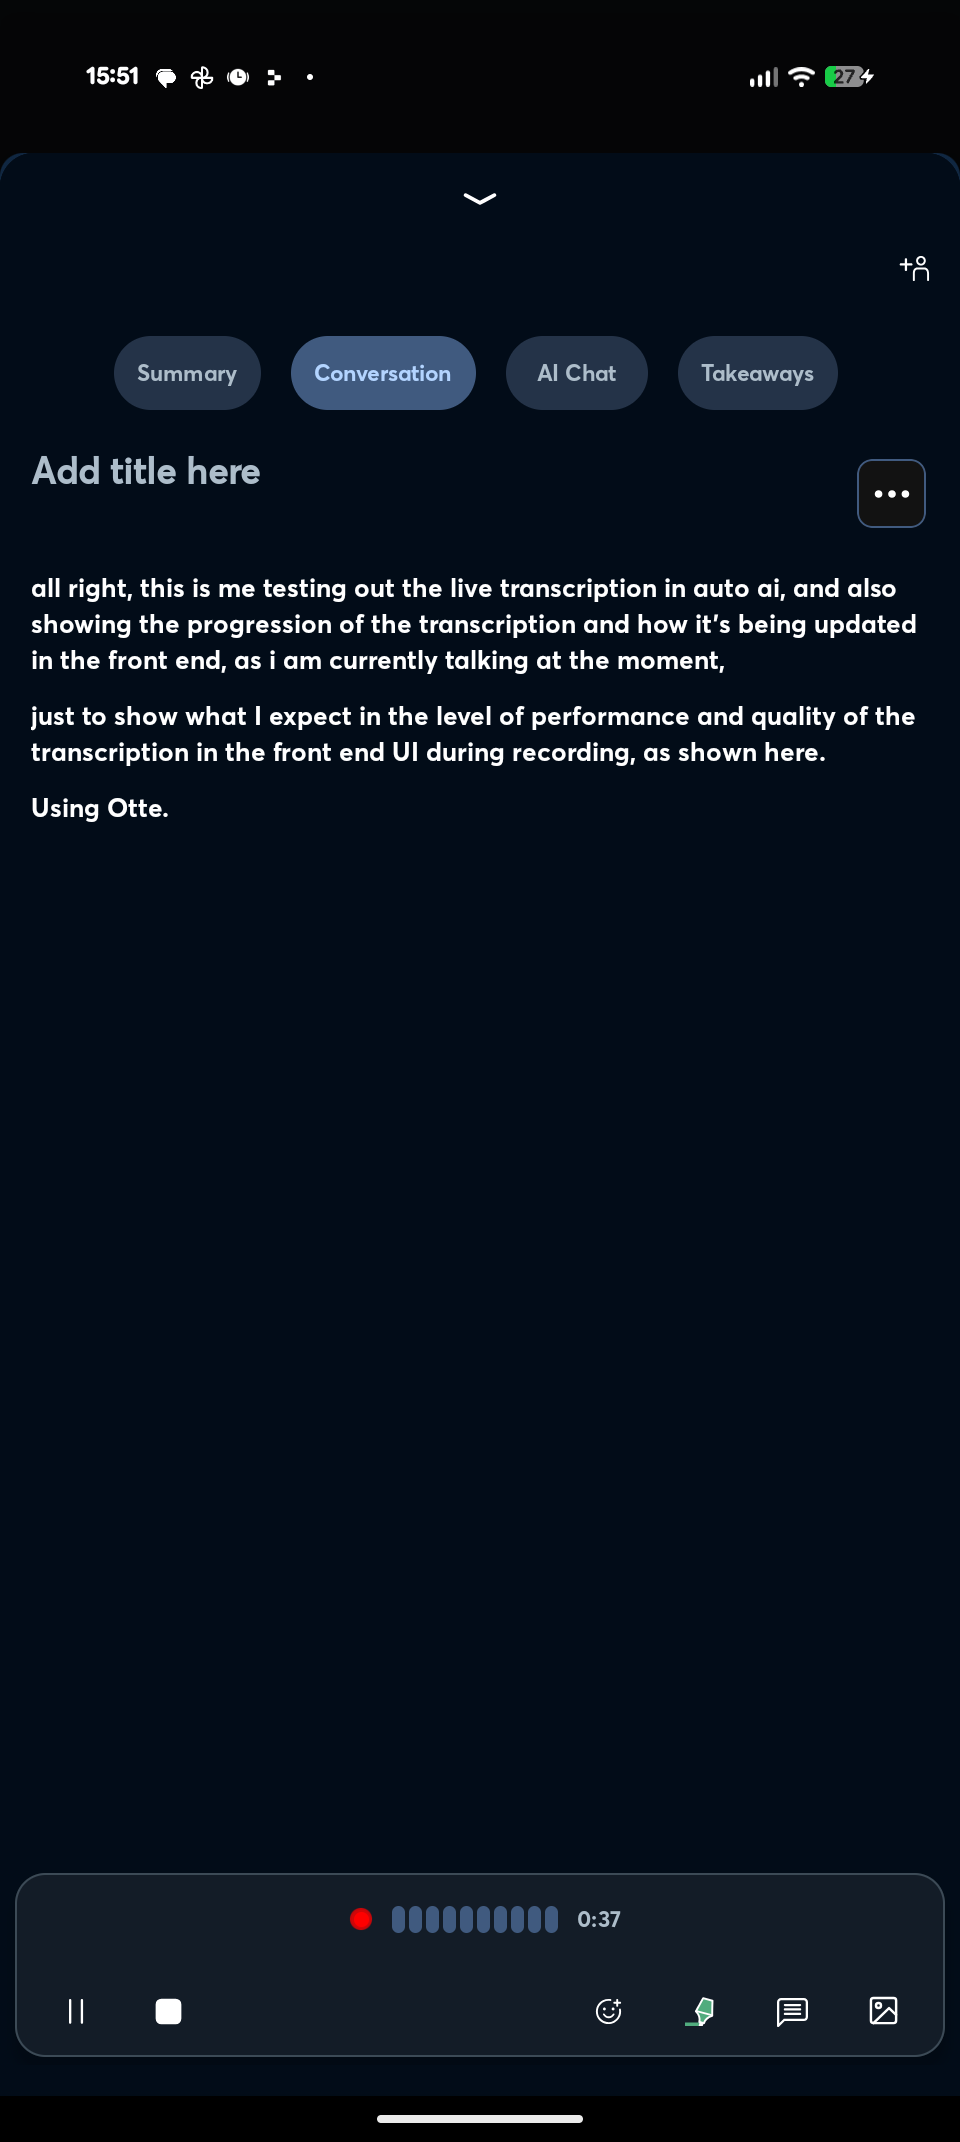 15:51
27
Summary
Conversation
AI Chat
Takeaways
Add title here
all right, this is me testing out the live transcription in auto ai, and also
showing the progression of the transcription and how it's being updated
in the front end, as i am currently talking at the moment,
just to show what I expect in the level of performance and quality of the
transcription in the front end UI during recording, as shown here.
Using Otte.
0:37